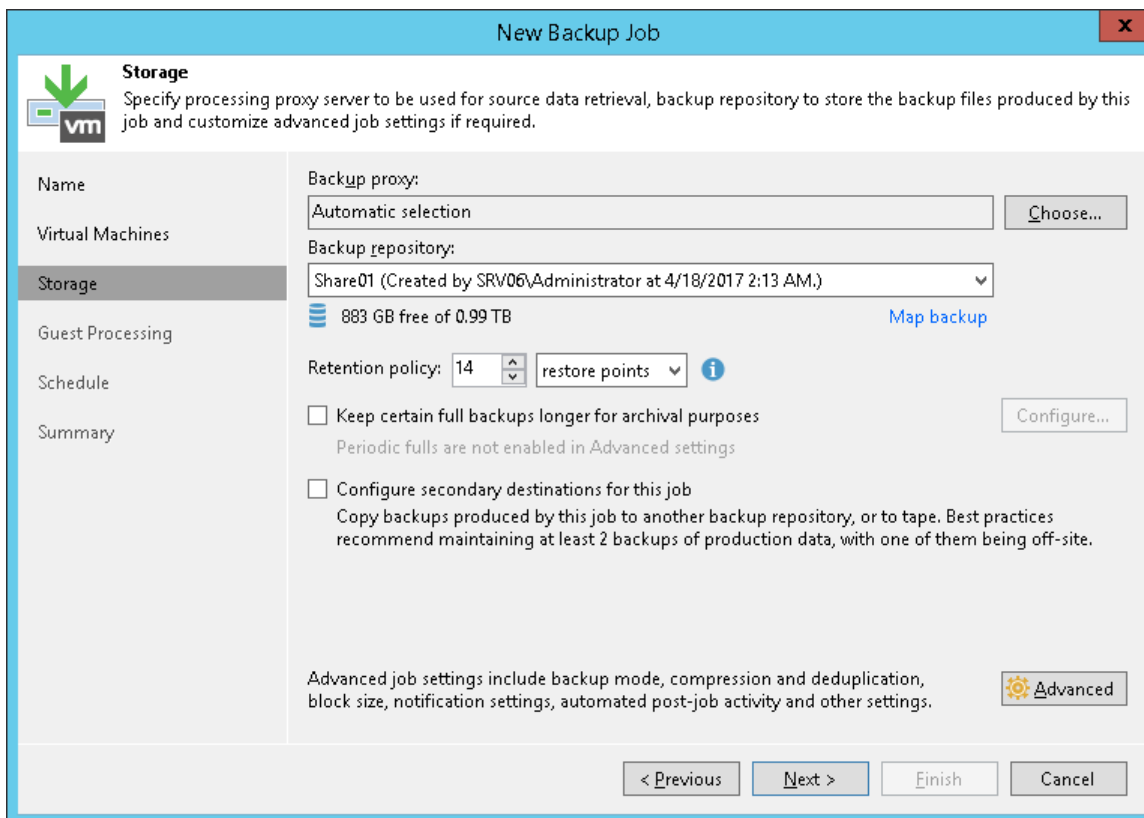 New Backup Job
x
Storage
Specify processing proxy server to be used for source data retrieval, backup repository to store the backup files produced by this
job and customize advanced job settings if required.
vm
Name
Virtual Machines
Storage
Guest Processing
Schedule
Summary
Backup proxy:
Automatic selection
Choose...
Backup repository:
Share01 (Created by SRV06\Administrator at 4/18/2017 2:13 AM.)
883 GB free of 0.99 TB
Map backup
Retention policy: 14 restore points
i
Keep certain full backups longer for archival purposes
Configure...
Periodic fulls are not enabled in Advanced settings
Configure secondary destinations for this job
Copy backups produced by this job to another backup repository, or to tape. Best practices
recommend maintaining at least 2 backups of production data, with one of them being off-site.
Advanced job settings include backup mode, compression and deduplication,
block size, notification settings, automated post-job activity and other settings.
Advanced
< Previous
Next >
Finish
Cancel